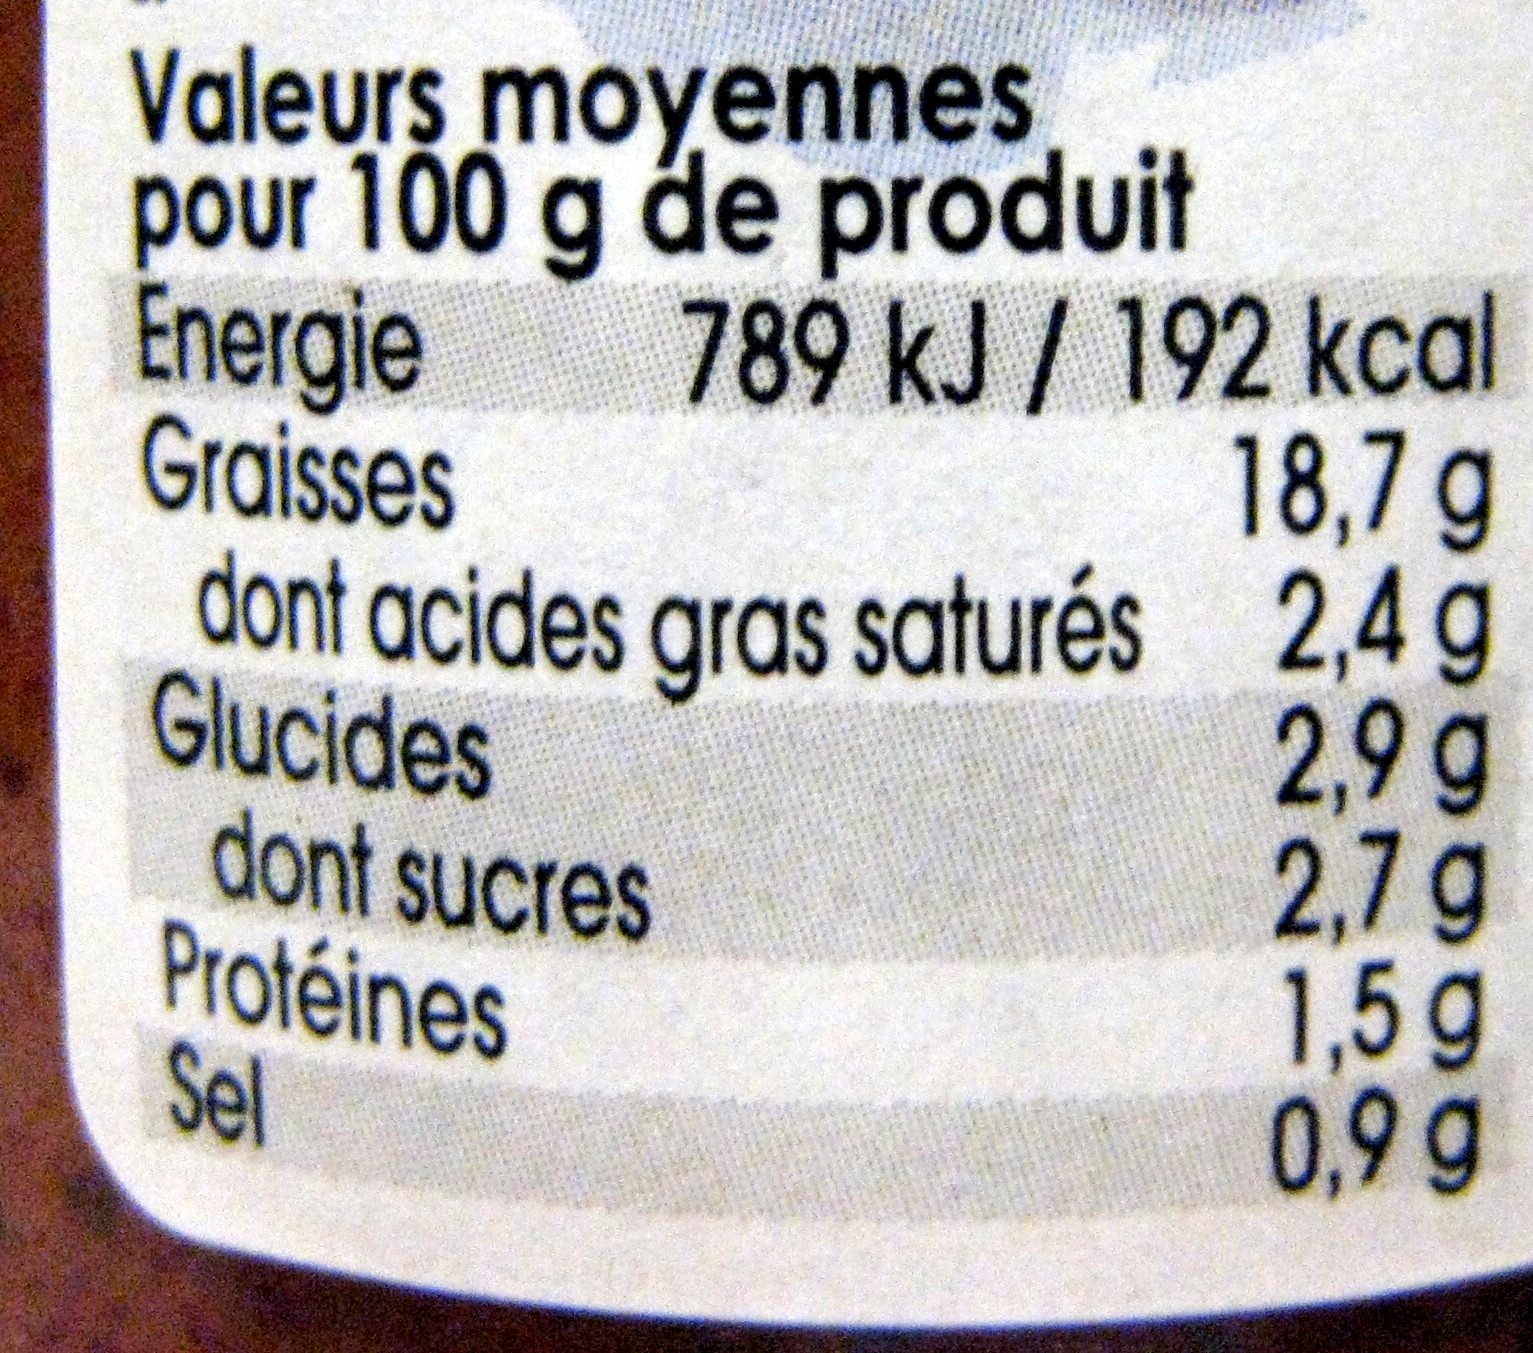 Valeurs moyennes
pour 100 g de produit
Energie 789 kJ / 192 kcal
Graisses 18,7 g
dont acides gras saturés 2,4 g
Glucides 2,9 g
dont sucres 2,7 g
Protéines 1,5 g
Sel 0,9 g